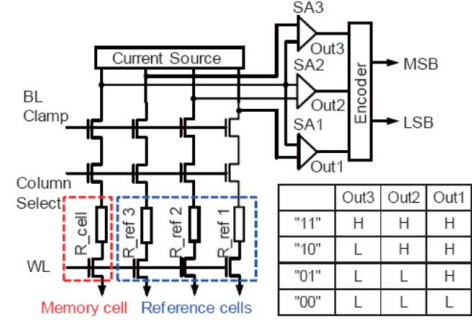 SA3
Current Source
Out3
SA2
MSB
BL
Clamp
Out2
Encoder
SA1
LSB
Column
Select
Out1
R_cell
R_ref 3
R_ref 2
R_ref 1
WL
Memory cell
Reference cells
Out3 Out2 Out1
"11" H H H
"10" L H H
"01" L L H
"00" L L L